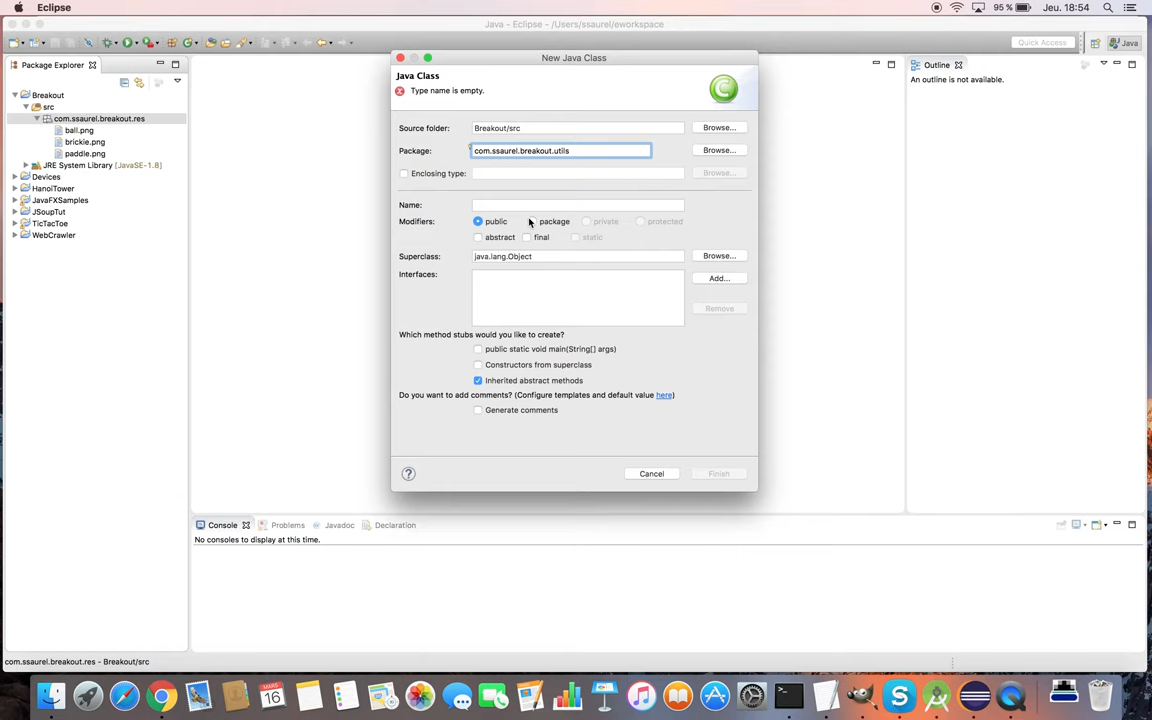 Eclipse
95 %
Jeu. 18:54
Java - Eclipse - /Users/ssaurel/eworkspace
Quick Access
Java
Package Explorer
Breakout
src
com.ssaurel.breakout.res
ball.png
brickie.png
paddle.png
JRE System Library [JavaSE-1.8]
Devices
HanoiTower
JavaFXSamples
JSoupTut
TicTacToe
WebCrawler
New Java Class
Java Class
Type name is empty.
Source folder:
Breakout/src
Browse...
Package:
com.ssaurel.breakout.utils
Browse...
Enclosing type:
Browse...
Name:
Modifiers:
public
package
private
protected
abstract
final
static
Superclass:
java.lang.Object
Browse...
Interfaces:
Add...
Remove
Which method stubs would you like to create?
public static void main(String[] args)
Constructors from superclass
Inherited abstract methods
Do you want to add comments? (Configure templates and default value here)
Generate comments
?
Cancel
Finish
Outline
An outline is not available.
Console
Problems
Javadoc
Declaration
No consoles to display at this time.
com.ssaurel.breakout.res - Breakout/src
MARS
16